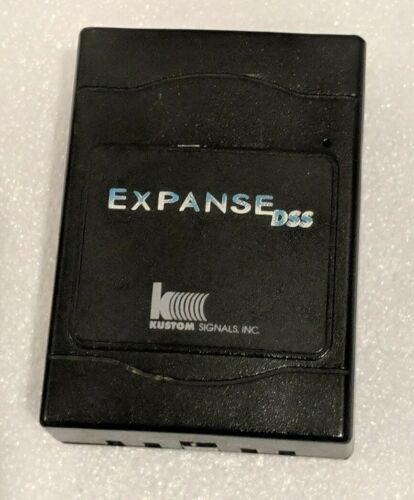 EXPANSE
DSS
K
KUSTOM SIGNALS, INC.